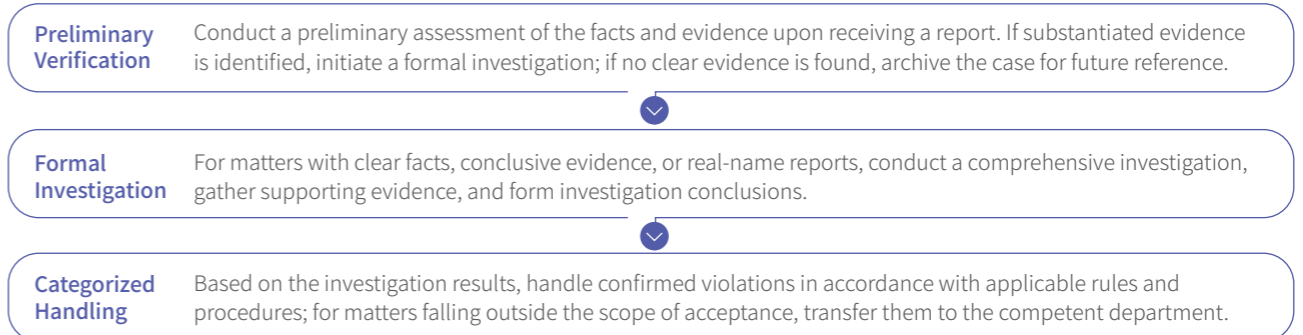 Preliminary
Verification
Conduct a preliminary assessment of the facts and evidence upon receiving a report. If substantiated evidence
is identified, initiate a formal investigation; if no clear evidence is found, archive the case for future reference.
Formal
Investigation
For matters with clear facts, conclusive evidence, or real-name reports, conduct a comprehensive investigation,
gather supporting evidence, and form investigation conclusions.
Categorized
Handling
Based on the investigation results, handle confirmed violations in accordance with applicable rules and
procedures; for matters falling outside the scope of acceptance, transfer them to the competent department.